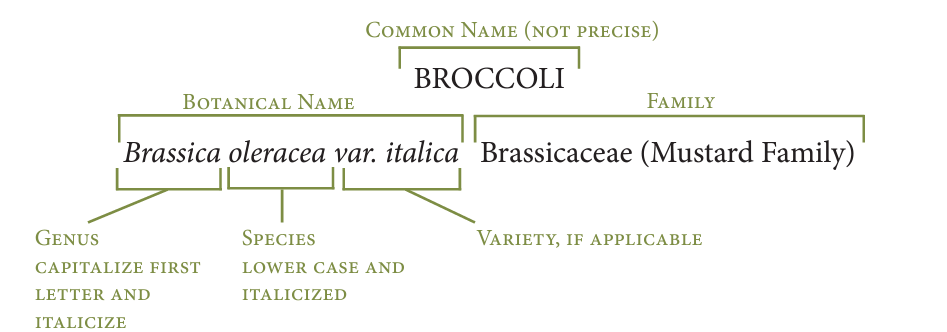 Common Name (not precise)
BROCCOLI
Botanical Name
Family
Brassica oleracea var. italica
Brassicaceae (Mustard Family)
Genus
capitalize first
letter and
italicize
Species
lower case and
italicized
Variety, if applicable